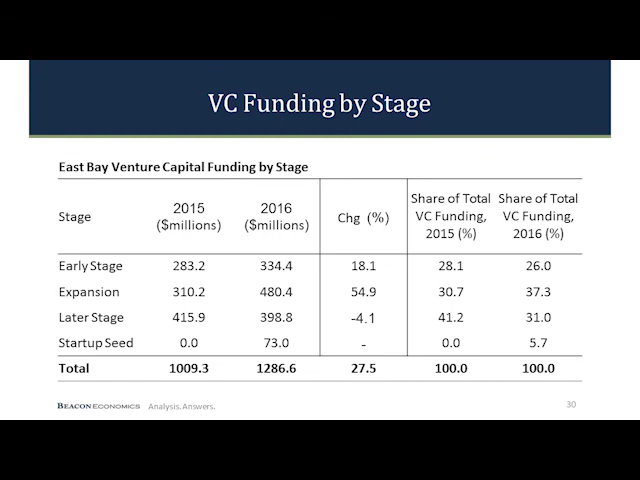 VC Funding by Stage
East Bay Venture Capital Funding by Stage
Stage 2015 ($millions) 2016 ($millions) Chg (%) Share of Total VC Funding, 2015 (%) Share of Total VC Funding, 2016 (%)
Early Stage 283.2 334.4 18.1 28.1 26.0
Expansion 310.2 480.4 54.9 30.7 37.3
Later Stage 415.9 398.8 -4.1 41.2 31.0
Startup Seed 0.0 73.0 - 0.0 5.7
Total 1009.3 1286.6 27.5 100.0 100.0
BEACON ECONOMICS Analysis. Answers. 30